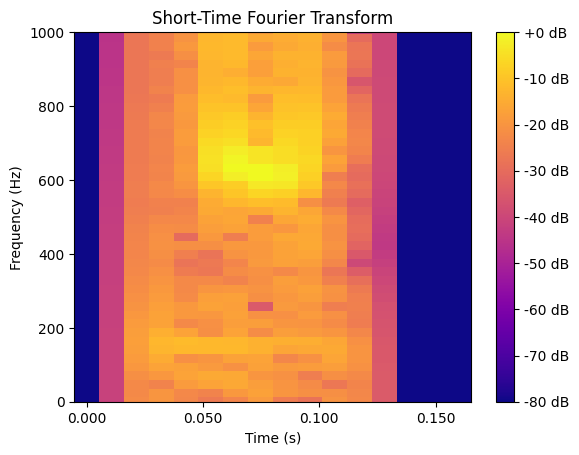 Short-Time Fourier Transform
1000
800
600
400
200
0
Frequency (Hz)
0.000
0.050
0.100
0.150
Time (s)
+0 dB
-10 dB
-20 dB
-30 dB
-40 dB
-50 dB
-60 dB
-70 dB
-80 dB